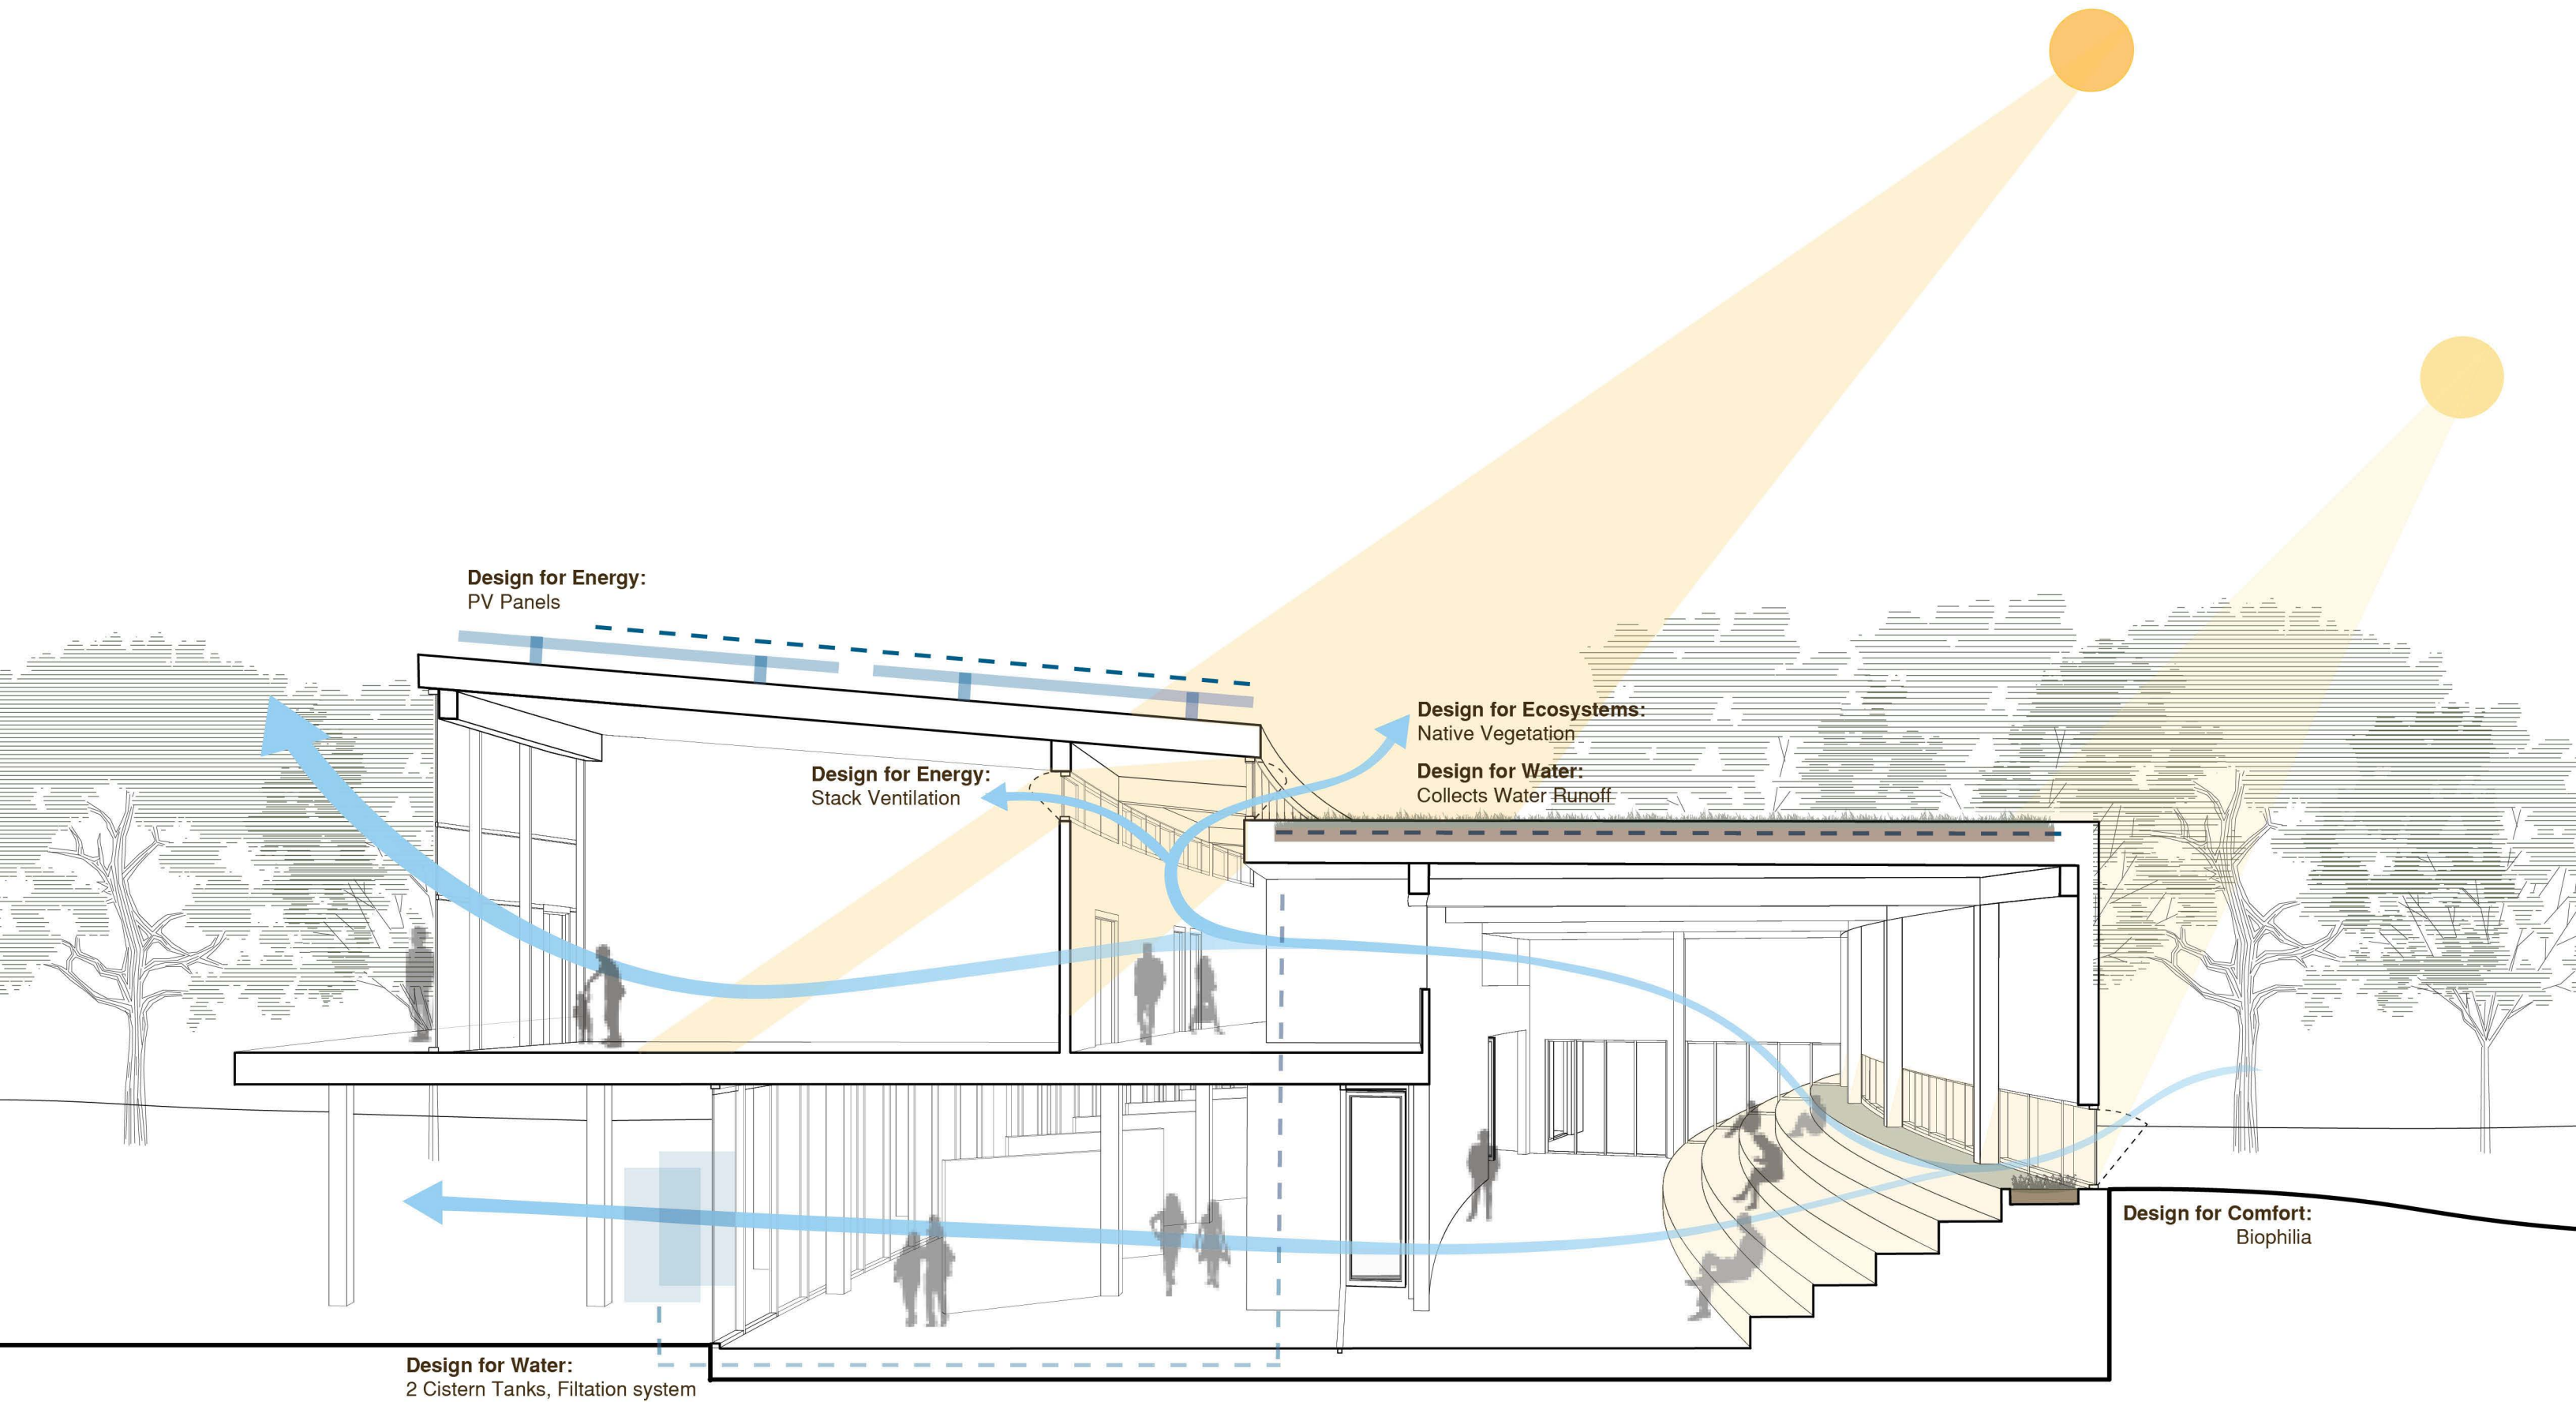 Design for Energy:
PV Panels
Design for Ecosystems:
Native Vegetation
Design for Energy:
Stack Ventilation
Design for Water:
Collects Water Runoff
Design for Comfort:
Biophilia
Design for Water:
2 Cistern Tanks, Filtation system